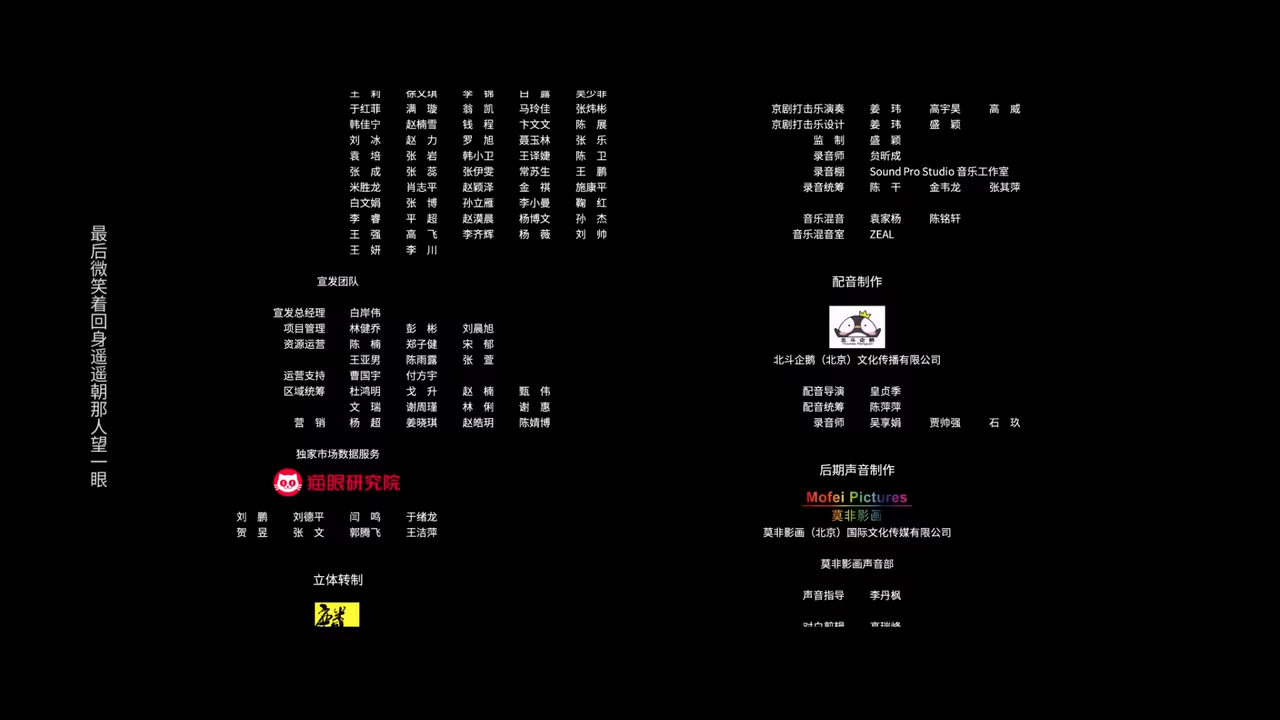 最后微笑着回身遥遥朝那人望一眼
于红菲 满 璇 翁 凯 马玲佳 张炜彬
韩佳宁 赵楠雪 钱 程 卞文文 陈 展
刘 冰 赵 力 罗 旭 聂玉林 张 乐
袁 培 张 岩 韩小卫 王译婕 陈 卫
张 成 张 蕊 张伊雯 常苏生 王 鹏
米胜龙 肖志平 赵颖泽 金 祺 施康平
白文娟 张 博 孙立雁 李小曼 鞠 红
李 睿 平 超 赵漠晨 杨博文 孙 杰
王 强 高 飞 李齐辉 杨 薇 刘 帅
王 妍 李 川
宣发团队
宣发总经理 白岸伟
项目管理 林健乔 彭 彬 刘晨旭
资源运营 陈 楠 郑子健 宋 郁
王亚男 陈雨露 张 萱
运营支持 曹国宇 付方宇
区域统筹 杜鸿明 戈 升 赵 楠 甄 伟
文 瑞 谢周瑾 林 俐 谢 惠
营 销 杨 超 姜晓琪 赵皓玥 陈婧博
独家市场数据服务
猫眼研究院
刘 鹏 刘德平 闫 鸣 于绪龙
贺 昱 张 文 郭腾飞 王洁萍
立体转制
京剧打击乐演奏 姜 玮 高宇昊 高 威
京剧打击乐设计 姜 玮 盛 颖
监 制 盛 颖
录音师 贠昕成
录音棚 Sound Pro Studio 音乐工作室
录音统筹 陈 干 金韦龙 张其萍
音乐混音 袁家杨 陈铭轩
音乐混音室 ZEAL
配音制作
北斗企鹅
北斗企鹅（北京）文化传播有限公司
配音导演 皇贞季
配音统筹 陈萍萍
录音师 吴享娟 贾帅强 石 玖
后期声音制作
Mofei Pictures
莫非影画
莫非影画（北京）国际文化传媒有限公司
莫非影画声音部
声音指导 李丹枫